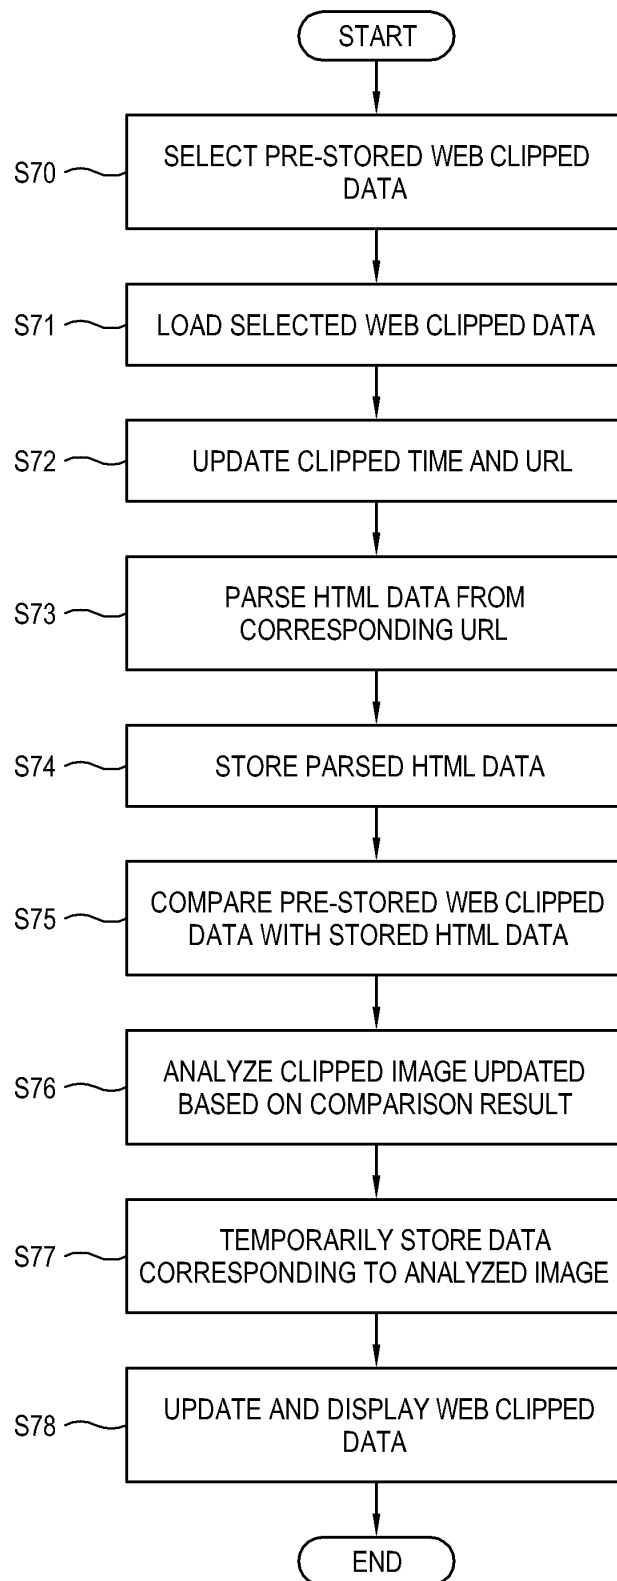 START
S70
SELECT PRE-STORED WEB CLIPPED
DATA
S71
LOAD SELECTED WEB CLIPPED DATA
S72
UPDATE CLIPPED TIME AND URL
S73
PARSE HTML DATA FROM
CORRESPONDING URL
S74
STORE PARSED HTML DATA
S75
COMPARE PRE-STORED WEB CLIPPED
DATA WITH STORED HTML DATA
S76
ANALYZE CLIPPED IMAGE UPDATED
BASED ON COMPARISON RESULT
S77
TEMPORARILY STORE DATA
CORRESPONDING TO ANALYZED IMAGE
S78
UPDATE AND DISPLAY WEB CLIPPED
DATA
END